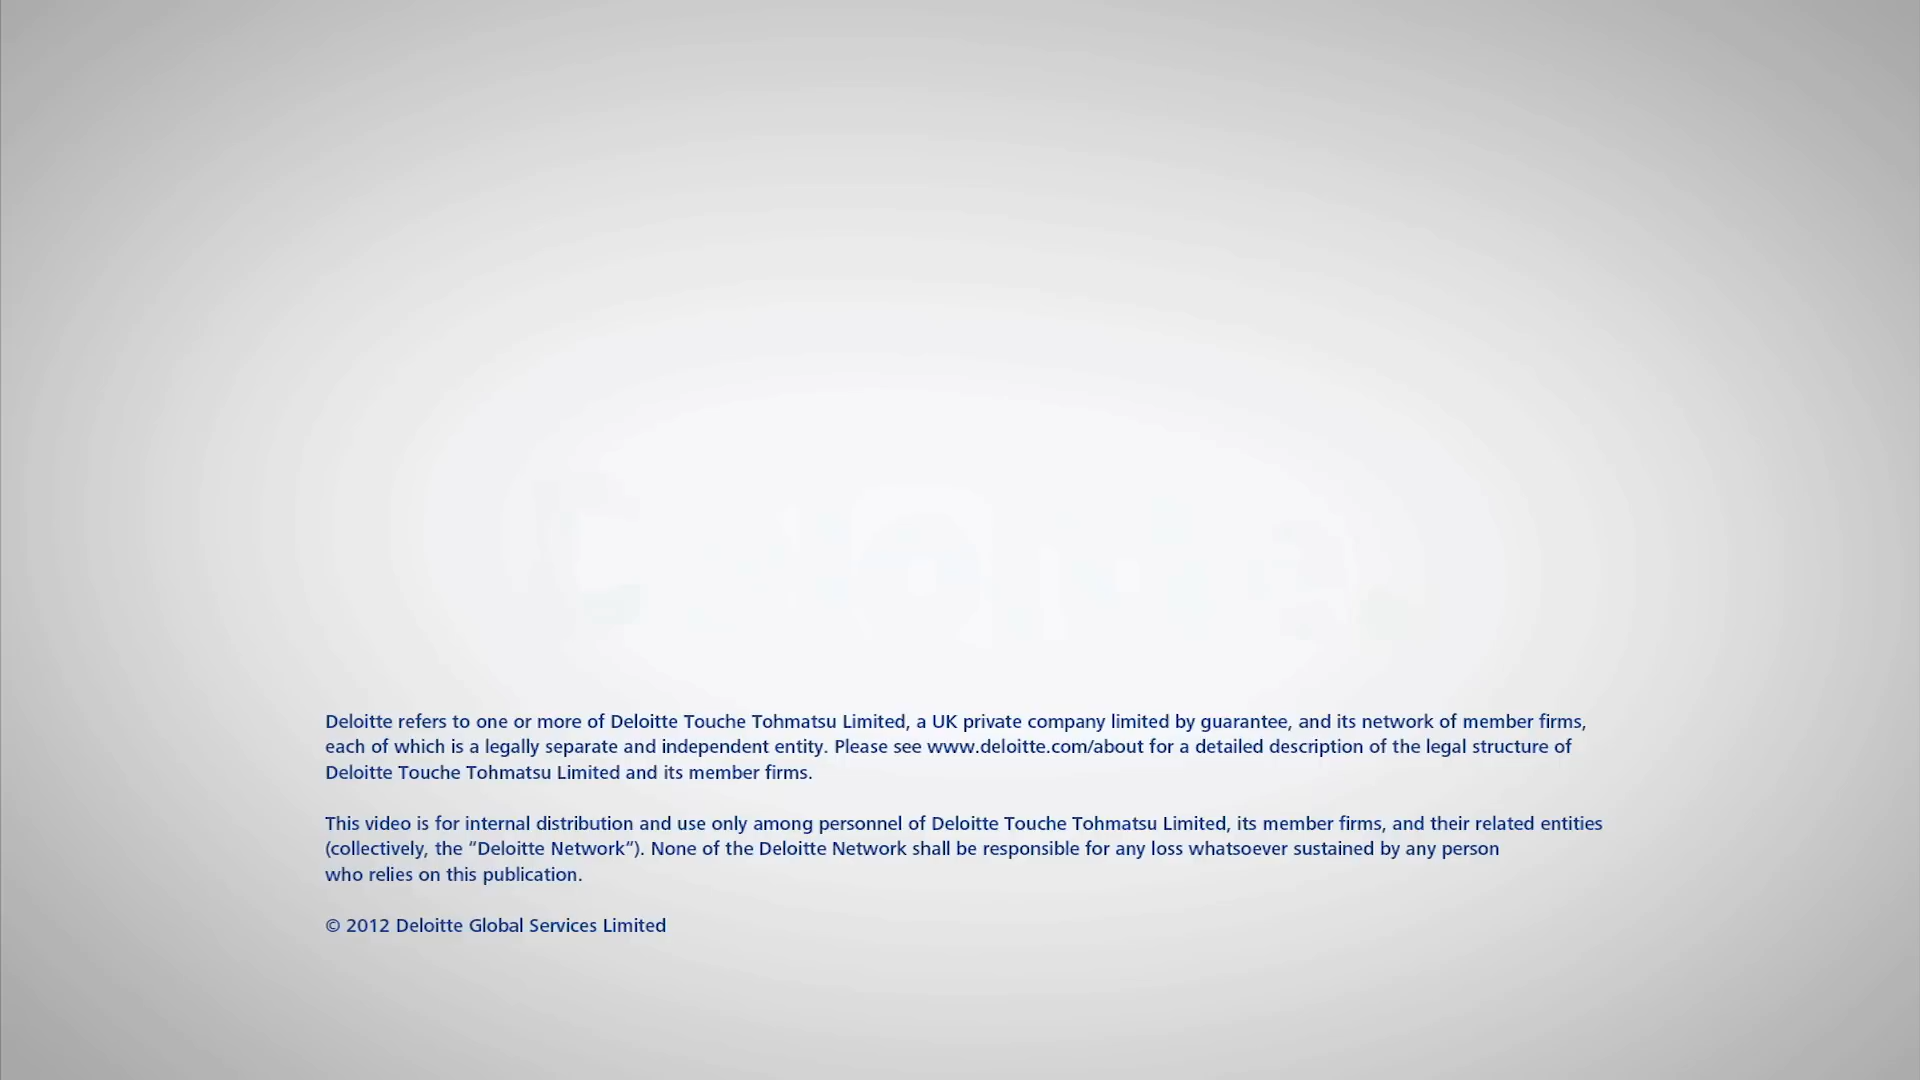 Deloitte refers to one or more of Deloitte Touche Tohmatsu Limited, a UK private company limited by guarantee, and its network of member firms,
each of which is a legally separate and independent entity. Please see www.deloitte.com/about for a detailed description of the legal structure of
Deloitte Touche Tohmatsu Limited and its member firms.
This video is for internal distribution and use only among personnel of Deloitte Touche Tohmatsu Limited, its member firms, and their related entities
(collectively, the “Deloitte Network”). None of the Deloitte Network shall be responsible for any loss whatsoever sustained by any person
who relies on this publication.
© 2012 Deloitte Global Services Limited